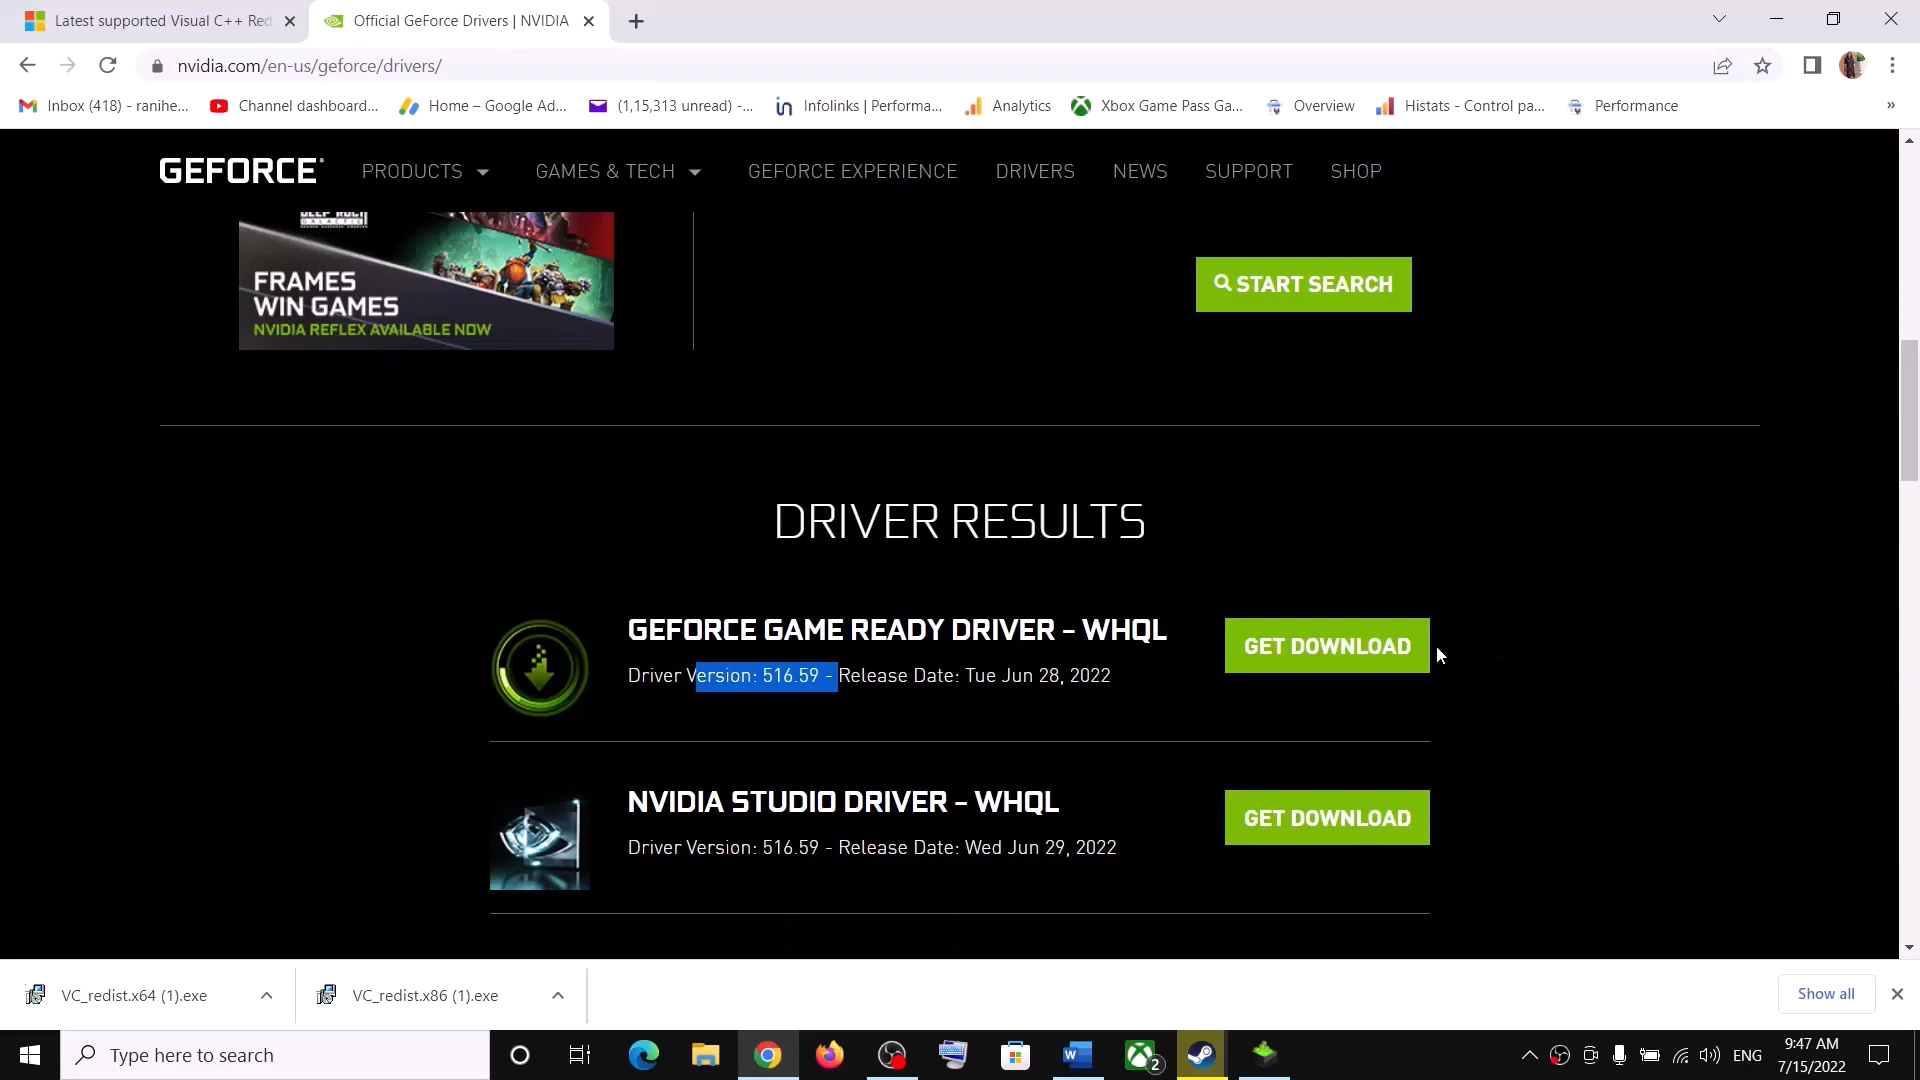 Latest supported Visual C++ Red
Official GeForce Drivers | NVIDIA
nvidia.com/en-us/geforce/drivers/
Inbox (418) - ranihe...
Channel dashboard...
Home – Google Ad...
(1,15,313 unread) -...
Infolinks | Performa...
Analytics
Xbox Game Pass Ga...
Overview
Histats - Control pa...
Performance
»
GEFORCE
PRODUCTS
GAMES & TECH
GEFORCE EXPERIENCE
DRIVERS
NEWS
SUPPORT
SHOP
DEEP ROCK
GALACTIC
FRAMES
WIN GAMES
NVIDIA REFLEX AVAILABLE NOW
START SEARCH
DRIVER RESULTS
GEFORCE GAME READY DRIVER – WHQL
Driver Version: 516.59 - Release Date: Tue Jun 28, 2022
GET DOWNLOAD
NVIDIA STUDIO DRIVER – WHQL
Driver Version: 516.59 - Release Date: Wed Jun 29, 2022
GET DOWNLOAD
VC_redist.x64 (1).exe
VC_redist.x86 (1).exe
Show all
Type here to search
2
ENG
9:47 AM
7/15/2022